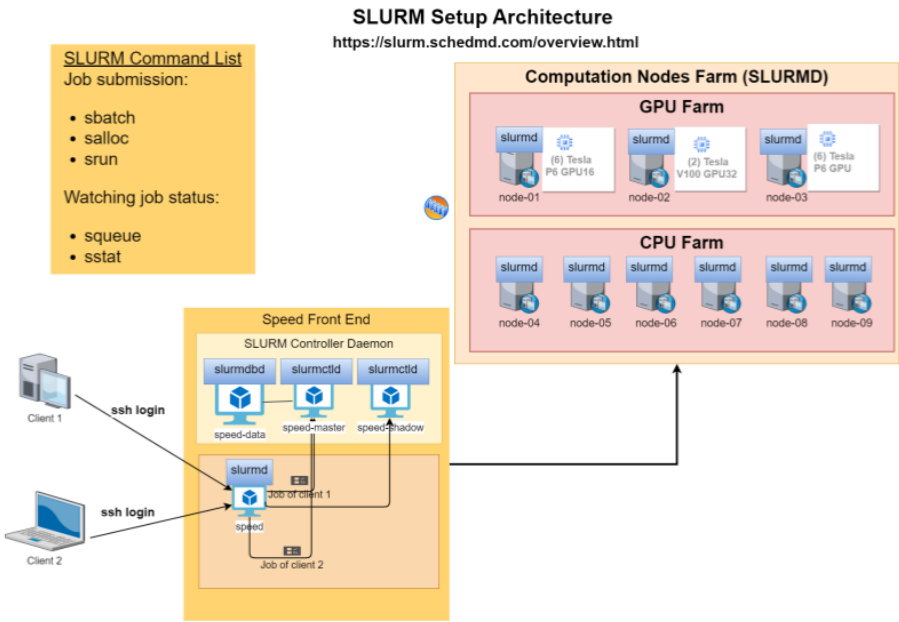 SLURM Setup Architecture
https://slurm.schedmd.com/overview.html
SLURM Command List
Job submission:
• sbatch
• salloc
• srun
Watching job status:
• squeue
• sstat
Computation Nodes Farm (SLURMD)
GPU Farm
slurmd
(6) Tesla
P6 GPU16
node-01
slurmd
(2) Tesla
V100 GPU32
node-02
slurmd
(6) Tesla
P6 GPU
node-03
CPU Farm
slurmd
node-04
slurmd
node-05
slurmd
node-06
slurmd
node-07
slurmd
node-08
slurmd
node-09
Speed Front End
SLURM Controller Daemon
slurmdbd
speed-data
slurmctld
speed-master
slurmctld
speed-shadow
slurmd
speed
Job of client 1
Job of client 2
Client 1
ssh login
Client 2
ssh login